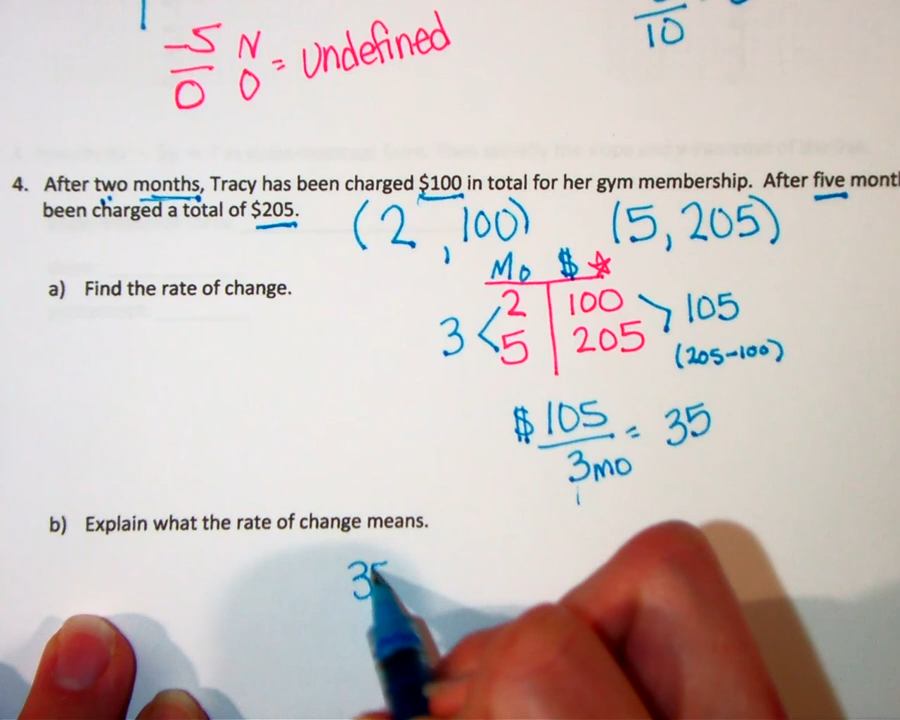 -5 N = Undefined
0 0
10
4. After two months, Tracy has been charged $100 in total for her gym membership. After five mont
been charged a total of $205. (2, 100) (5, 205)
Mo $
a) Find the rate of change.
2 100
3 5 205 105
(205-100)
$105 = 35
3mo
b) Explain what the rate of change means.
35